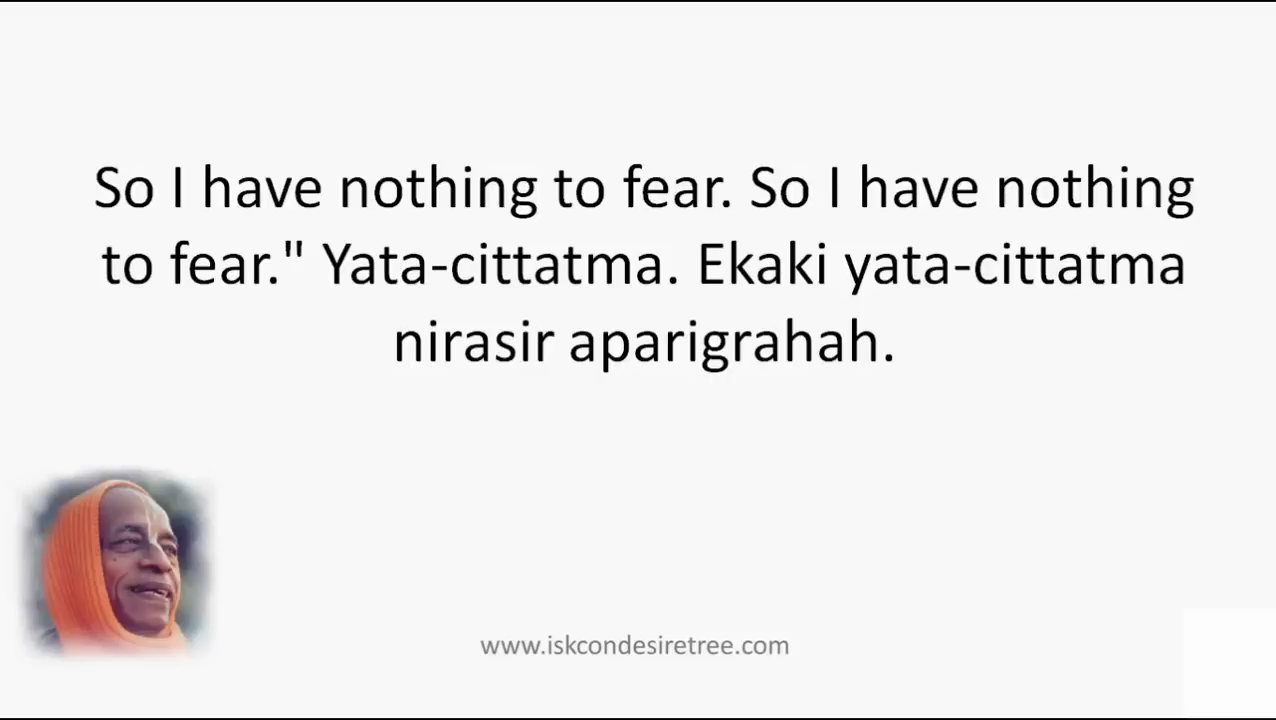 So I have nothing to fear. So I have nothing
to fear." Yata-cittatma. Ekaki yata-cittatma
nirasir aparigrahah.
www.iskcondesiretree.com